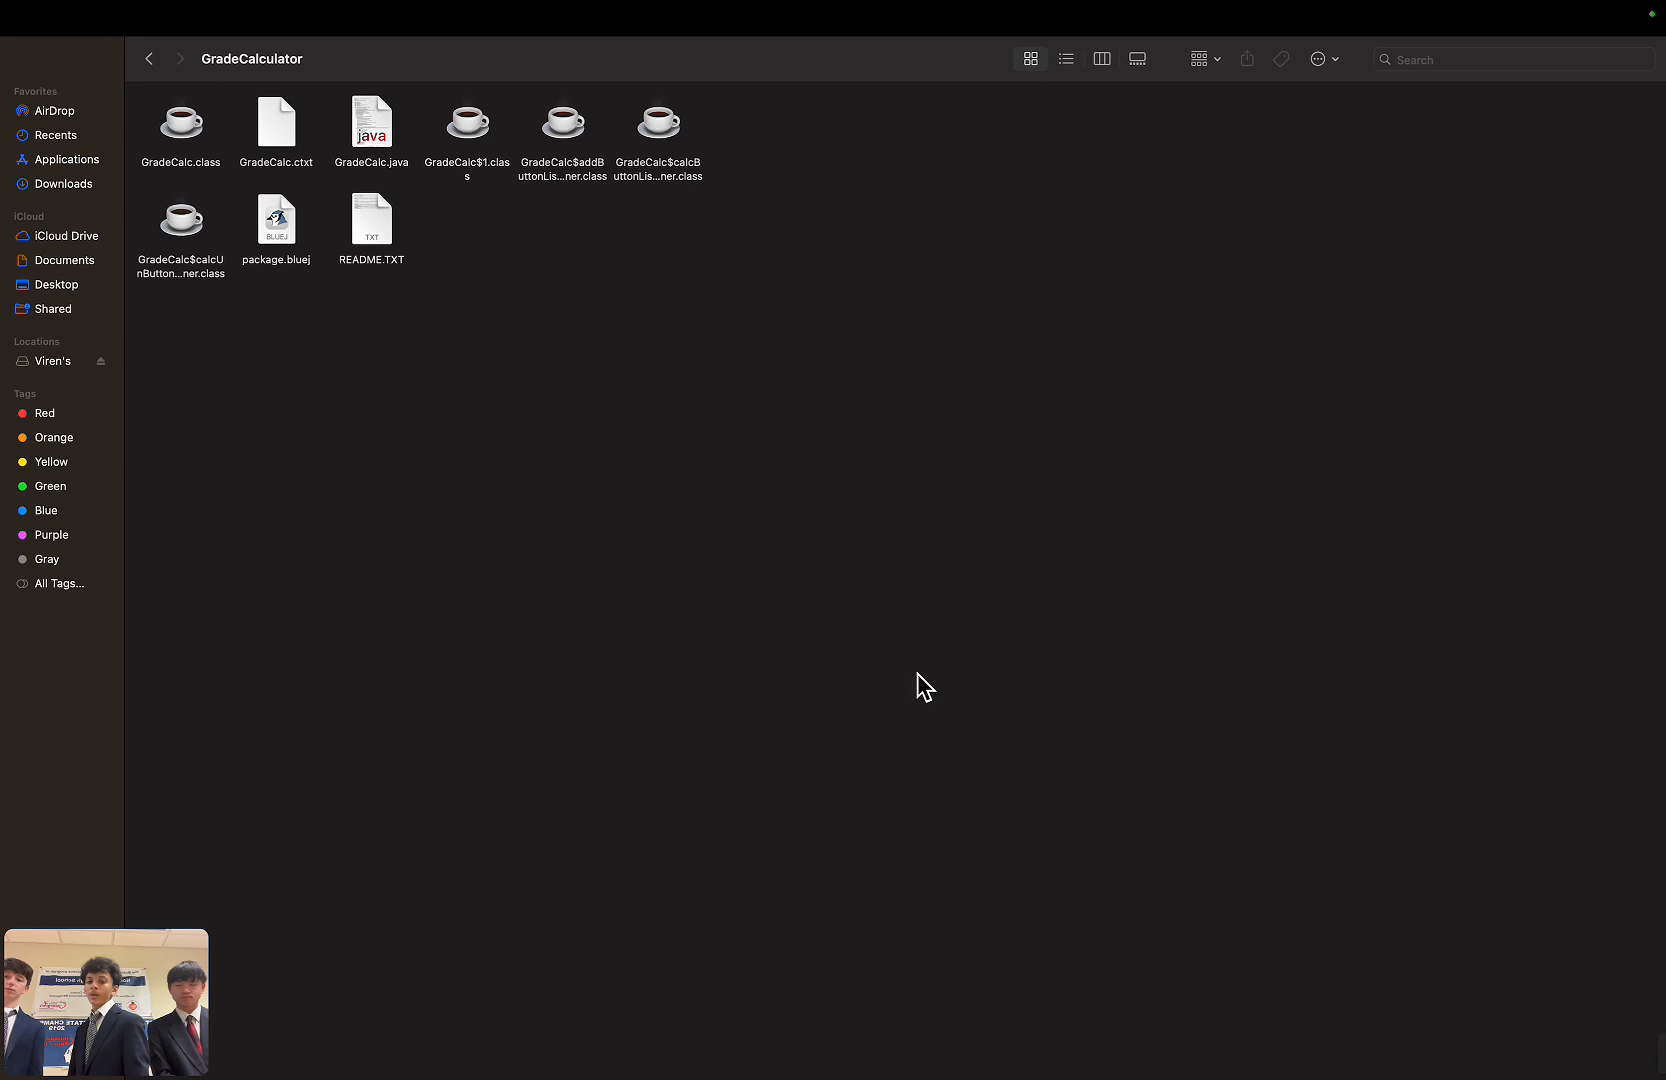 GradeCalculator
Search
Favorites
AirDrop
Recents
Applications
Downloads
iCloud
iCloud Drive
Documents
Desktop
Shared
Locations
Viren's
Tags
Red
Orange
Yellow
Green
Blue
Purple
Gray
All Tags...
GradeCalc.class
GradeCalc.ctxt
java
GradeCalc.java
GradeCalc$1.clas
s
GradeCalc$addB
uttonLis...ner.class
GradeCalc$calcB
uttonLis...ner.class
GradeCalc$calcU
nButton...ner.class
BLUEJ
package.bluej
TXT
README.TXT
2019